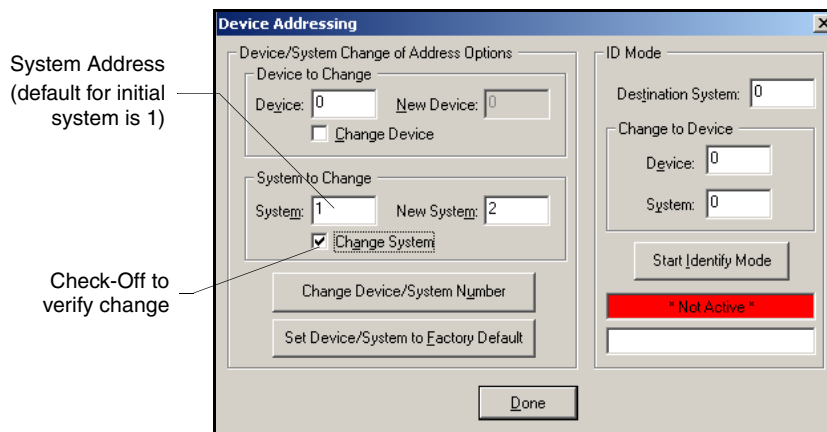 Device Addressing
System Address
(default for initial
system is 1)
Check-Off to
verify change
Device/System Change of Address Options
Device to Change
Device: 0 New Device: 0
Change Device
System to Change
System: 1 New System: 2
Change System
Change Device/System Number
Set Device/System to Factory Default
ID Mode
Destination System: 0
Change to Device
Device: 0
System: 0
Start Identify Mode
* Not Active *
Done